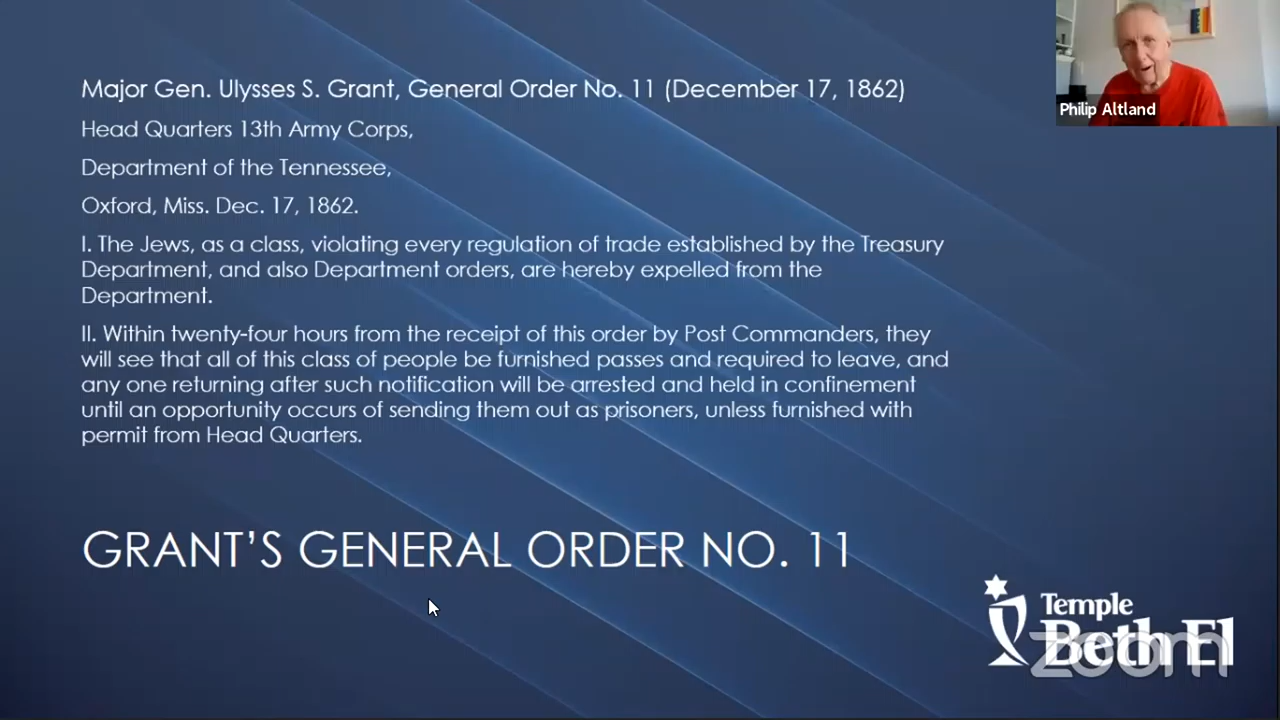 Major Gen. Ulysses S. Grant, General Order No. 11 (December 17, 1862)
Head Quarters 13th Army Corps,
Department of the Tennessee,
Oxford, Miss. Dec. 17, 1862.
I. The Jews, as a class, violating every regulation of trade established by the Treasury
Department, and also Department orders, are hereby expelled from the
Department.
II. Within twenty-four hours from the receipt of this order by Post Commanders, they
will see that all of this class of people be furnished passes and required to leave, and
any one returning after such notification will be arrested and held in confinement
until an opportunity occurs of sending them out as prisoners, unless furnished with
permit from Head Quarters.
GRANT'S GENERAL ORDER NO. 11
Philip Altland
Temple
Beth El
zoom